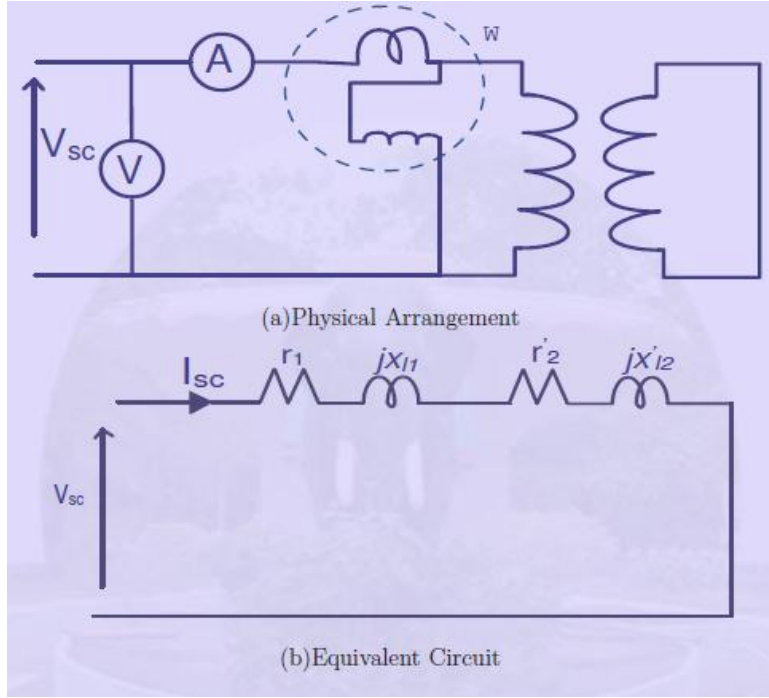 A
W
V
Vsc
(a)Physical Arrangement
Isc
r1
jxl1
r'2
jx'l2
Vsc
(b)Equivalent Circuit